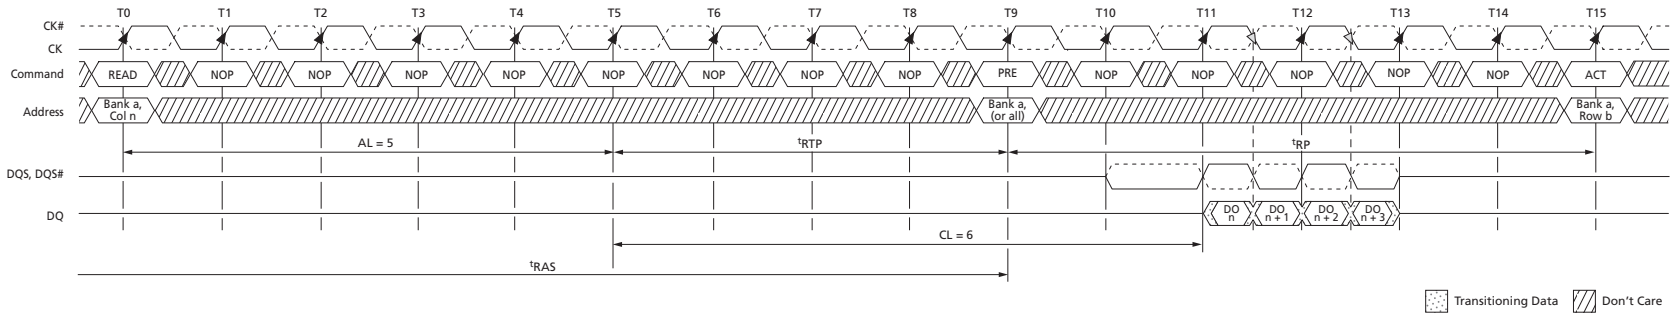 T0 T1 T2 T3 T4 T5 T6 T7 T8 T9 T10 T11 T12 T13 T14 T15
CK#
CK
Command READ NOP NOP NOP NOP NOP NOP NOP NOP PRE NOP NOP NOP NOP NOP ACT
Address Bank a, Col n Bank a, (or all) Bank a, Row b
AL = 5 tRTP tRP
DQS, DQS#
DQ DO n DO n + 1 DO n + 2 DO n + 3
CL = 6
tRAS
Transitioning Data Don't Care